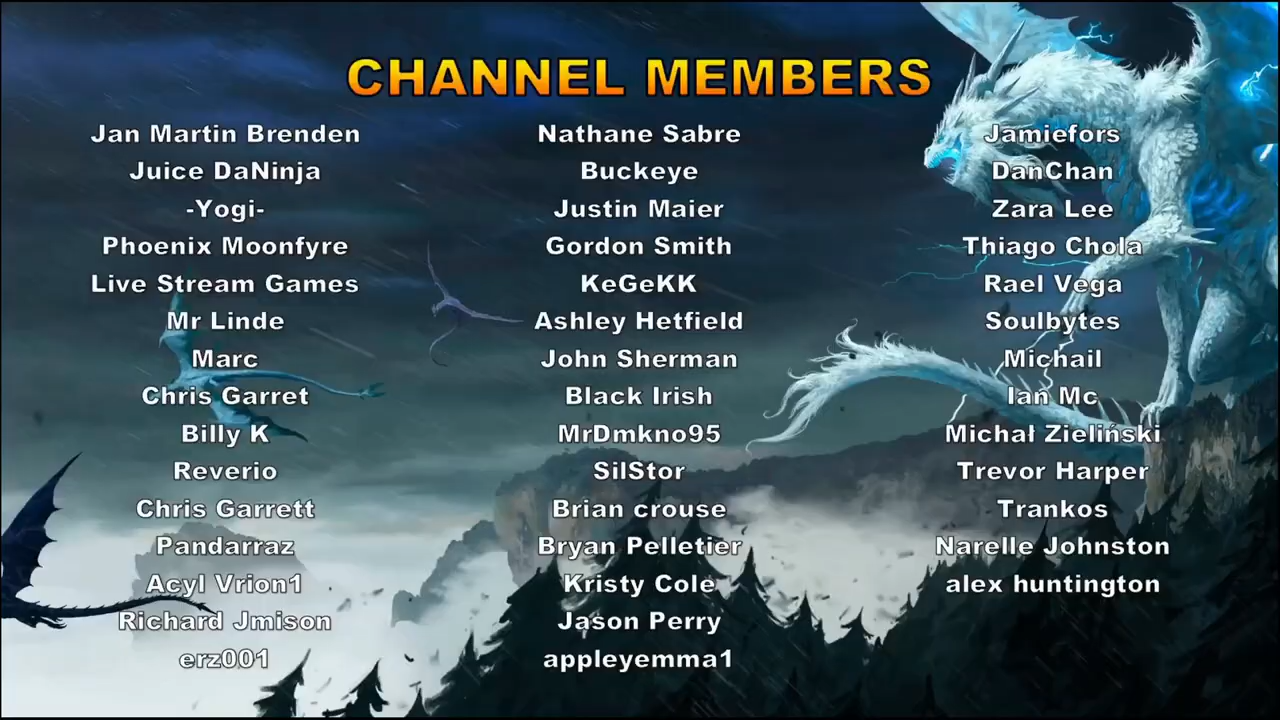 CHANNEL MEMBERS
Jan Martin Brenden
Juice DaNinja
-Yogi-
Phoenix Moonfyre
Live Stream Games
Mr Linde
Marc
Chris Garret
Billy K
Reverio
Chris Garrett
Pandarraz
Acyl Vrion1
Richard Jmison
erz001
Nathane Sabre
Buckeye
Justin Maier
Gordon Smith
KeGeKK
Ashley Hetfield
John Sherman
Black Irish
MrDmkno95
SilStor
Brian crouse
Bryan Pelletier
Kristy Cole
Jason Perry
appleyemma1
Jamiefors
DanChan
Zara Lee
Thiago Chola
Rael Vega
Soulbytes
Michail
Ian Mc
Michał Zieliński
Trevor Harper
Trankos
Narelle Johnston
alex huntington